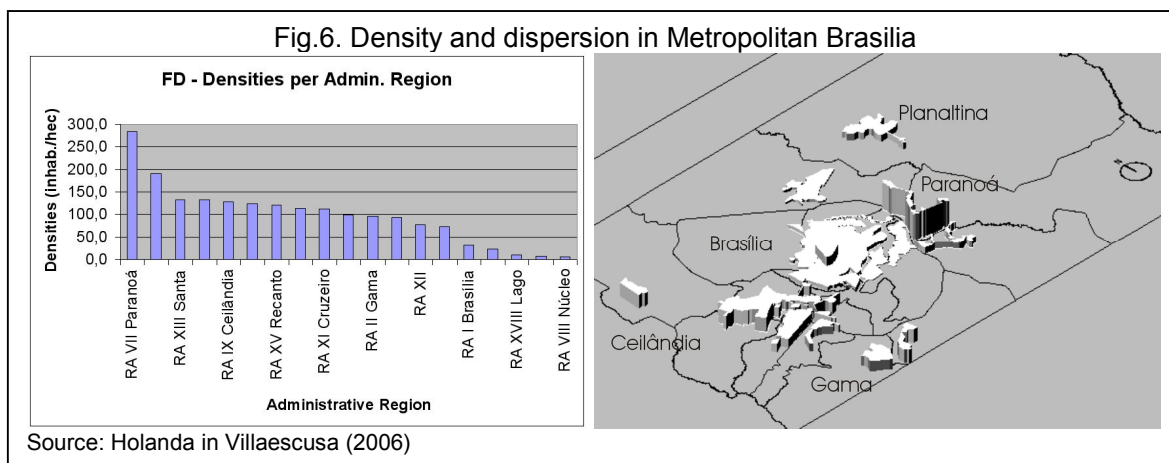 Fig.6. Density and dispersion in Metropolitan Brasilia
FD - Densities per Admin. Region
Densities (inhab./hec)
300,0
250,0
200,0
150,0
100,0
50,0
0,0
RA VII Paranoá
RA XIII Santa
RA IX Ceilândia
RA XV Recanto
RA XI Cruzeiro
RA II Gama
RA XII
RA I Brasilia
RA XVIII Lago
RA VIII Núcleo
Administrative Region
Planaltina
Paranoá
Brasília
Ceilândia
Gama
Source: Holanda in Villaescusa (2006)